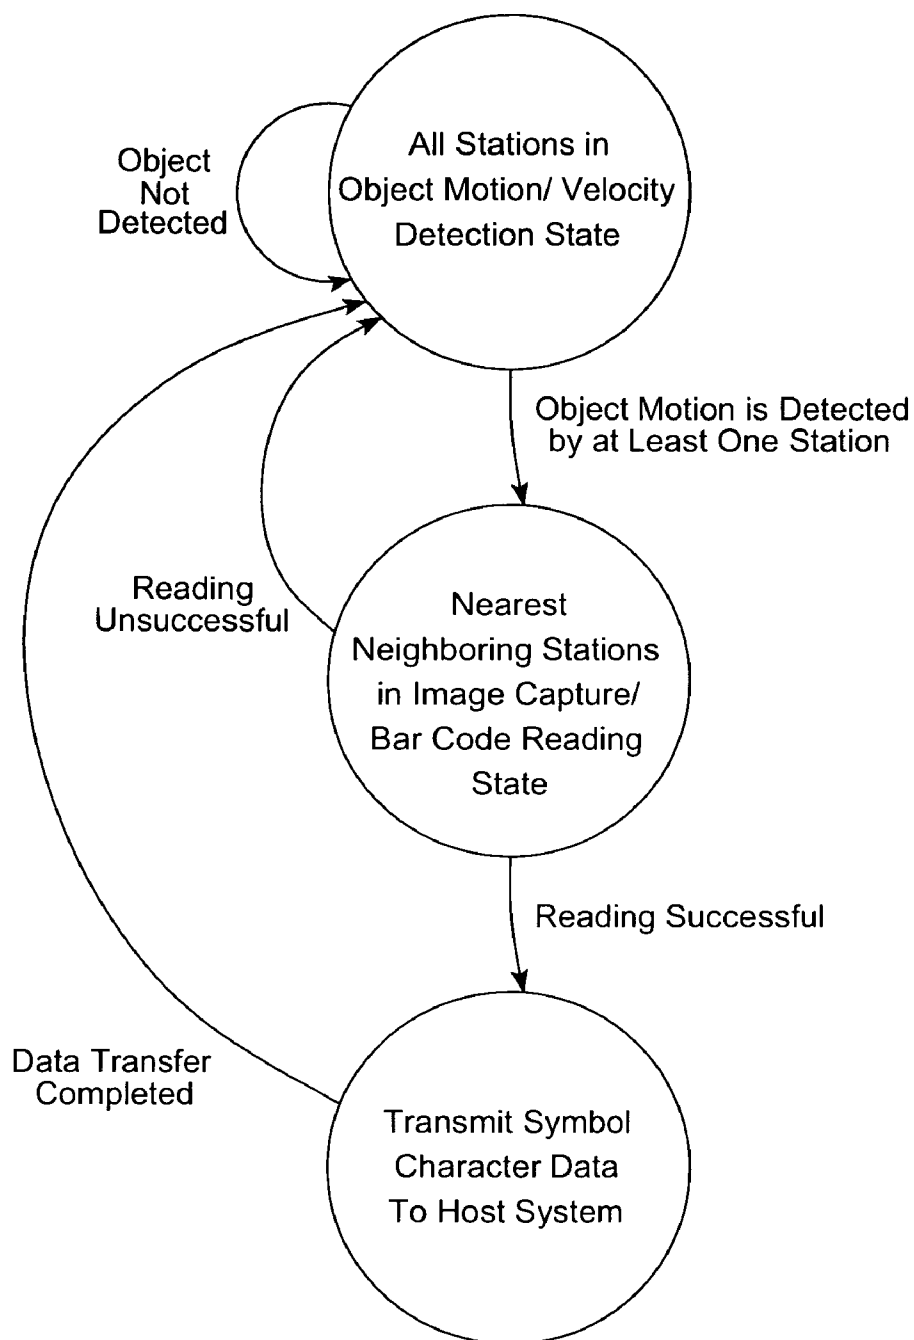 All Stations in
Object Motion/ Velocity
Detection State
Object
Not
Detected
Object Motion is Detected
by at Least One Station
Reading
Unsuccessful
Nearest
Neighboring Stations
in Image Capture/
Bar Code Reading
State
Reading Successful
Data Transfer
Completed
Transmit Symbol
Character Data
To Host System